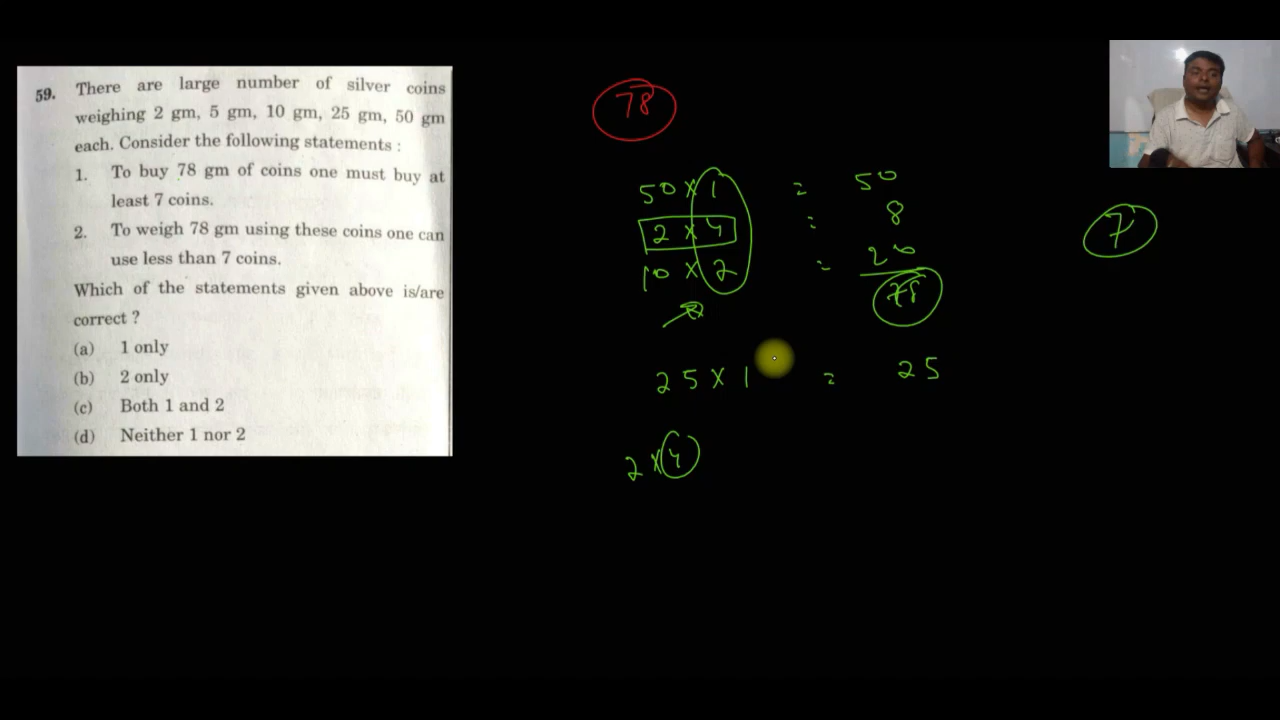 59. There are large number of silver coins
weighing 2 gm, 5 gm, 10 gm, 25 gm, 50 gm
each. Consider the following statements :
1. To buy 78 gm of coins one must buy at
least 7 coins.
2. To weigh 78 gm using these coins one can
use less than 7 coins.
Which of the statements given above is/are
correct ?
(a) 1 only
(b) 2 only
(c) Both 1 and 2
(d) Neither 1 nor 2
78
50 x 1 = 50
2 x 4 = 8
10 x 2 = 20
78
7
25 x 1 = 25
2 x 4